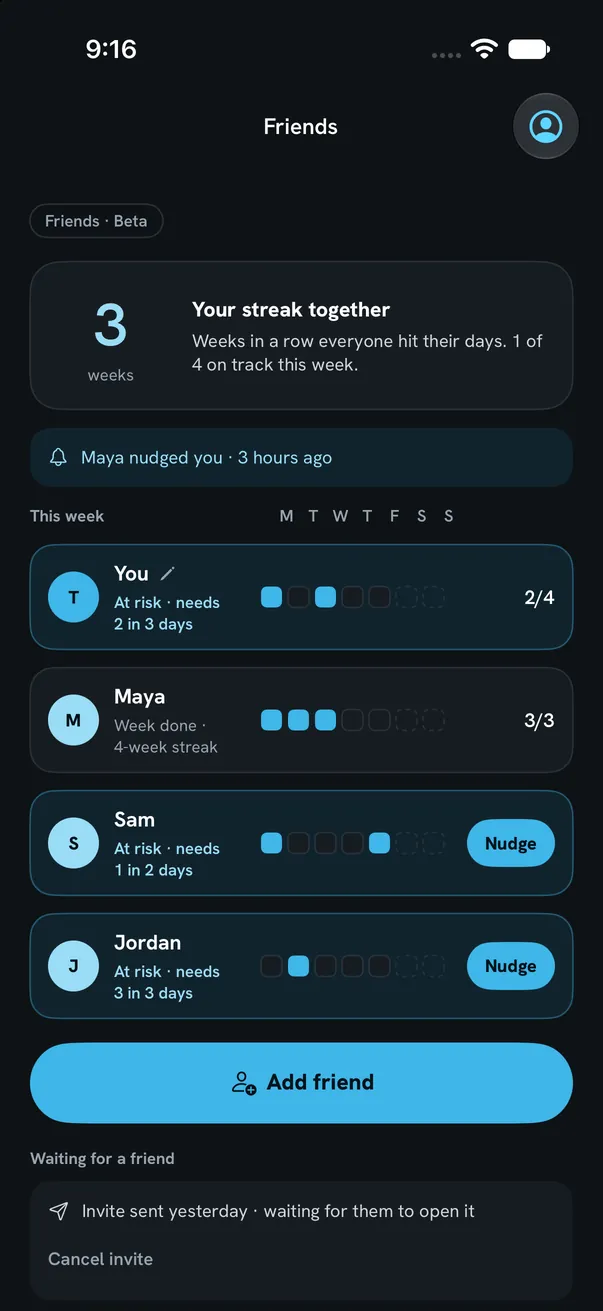 9:16
Friends
Friends · Beta
3
weeks
Your streak together
Weeks in a row everyone hit their days. 1 of
4 on track this week.
Maya nudged you · 3 hours ago
This week
M T W T F S S
T
You
At risk · needs
2 in 3 days
2/4
M
Maya
Week done ·
4-week streak
3/3
S
Sam
At risk · needs
1 in 2 days
Nudge
J
Jordan
At risk · needs
3 in 3 days
Nudge
Add friend
Waiting for a friend
Invite sent yesterday · waiting for them to open it
Cancel invite